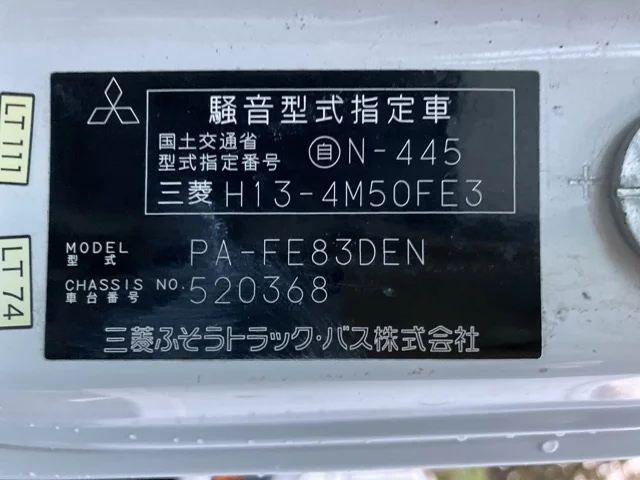 騒音型式指定車
国土交通省
型式指定番号 自N-445
三菱 H13-4M50FE3
MODEL
型式 PA-FE83DEN
CHASSIS NO.
車台番号 520368
三菱ふそうトラック・バス株式会社
LT111
LT74